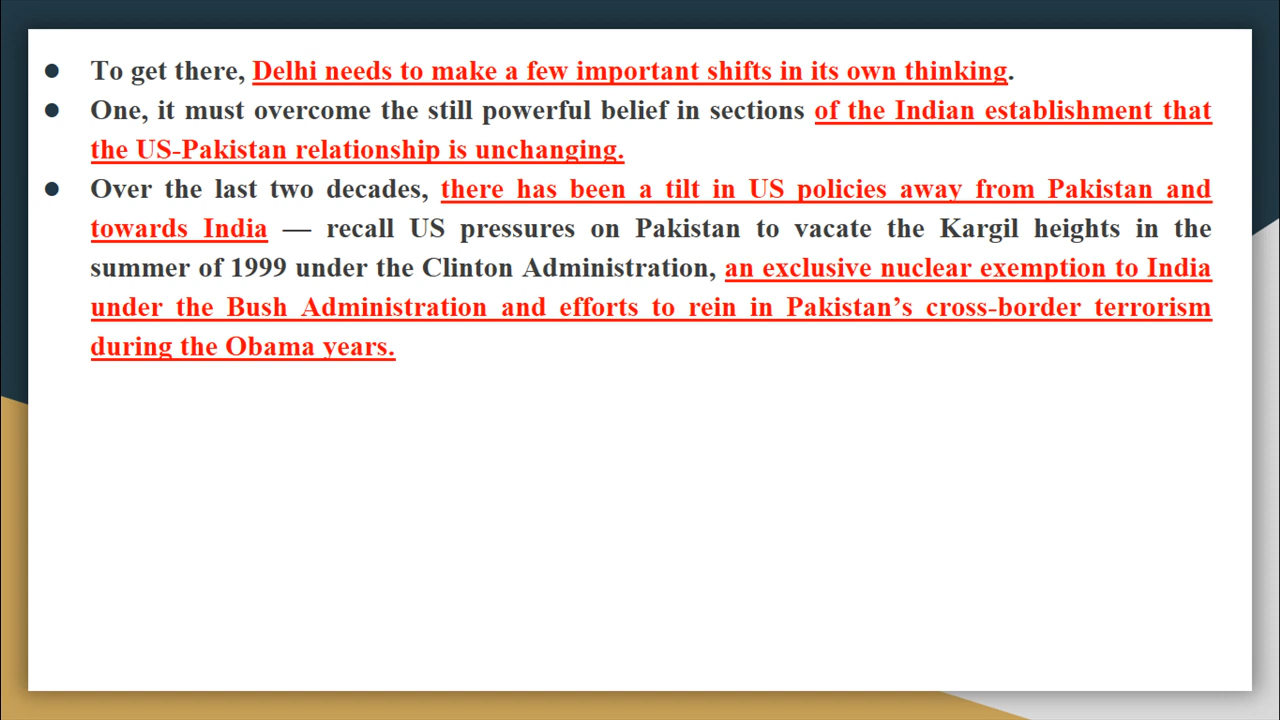 ● To get there, Delhi needs to make a few important shifts in its own thinking.
● One, it must overcome the still powerful belief in sections of the Indian establishment that
the US-Pakistan relationship is unchanging.
● Over the last two decades, there has been a tilt in US policies away from Pakistan and
towards India — recall US pressures on Pakistan to vacate the Kargil heights in the
summer of 1999 under the Clinton Administration, an exclusive nuclear exemption to India
under the Bush Administration and efforts to rein in Pakistan’s cross-border terrorism
during the Obama years.